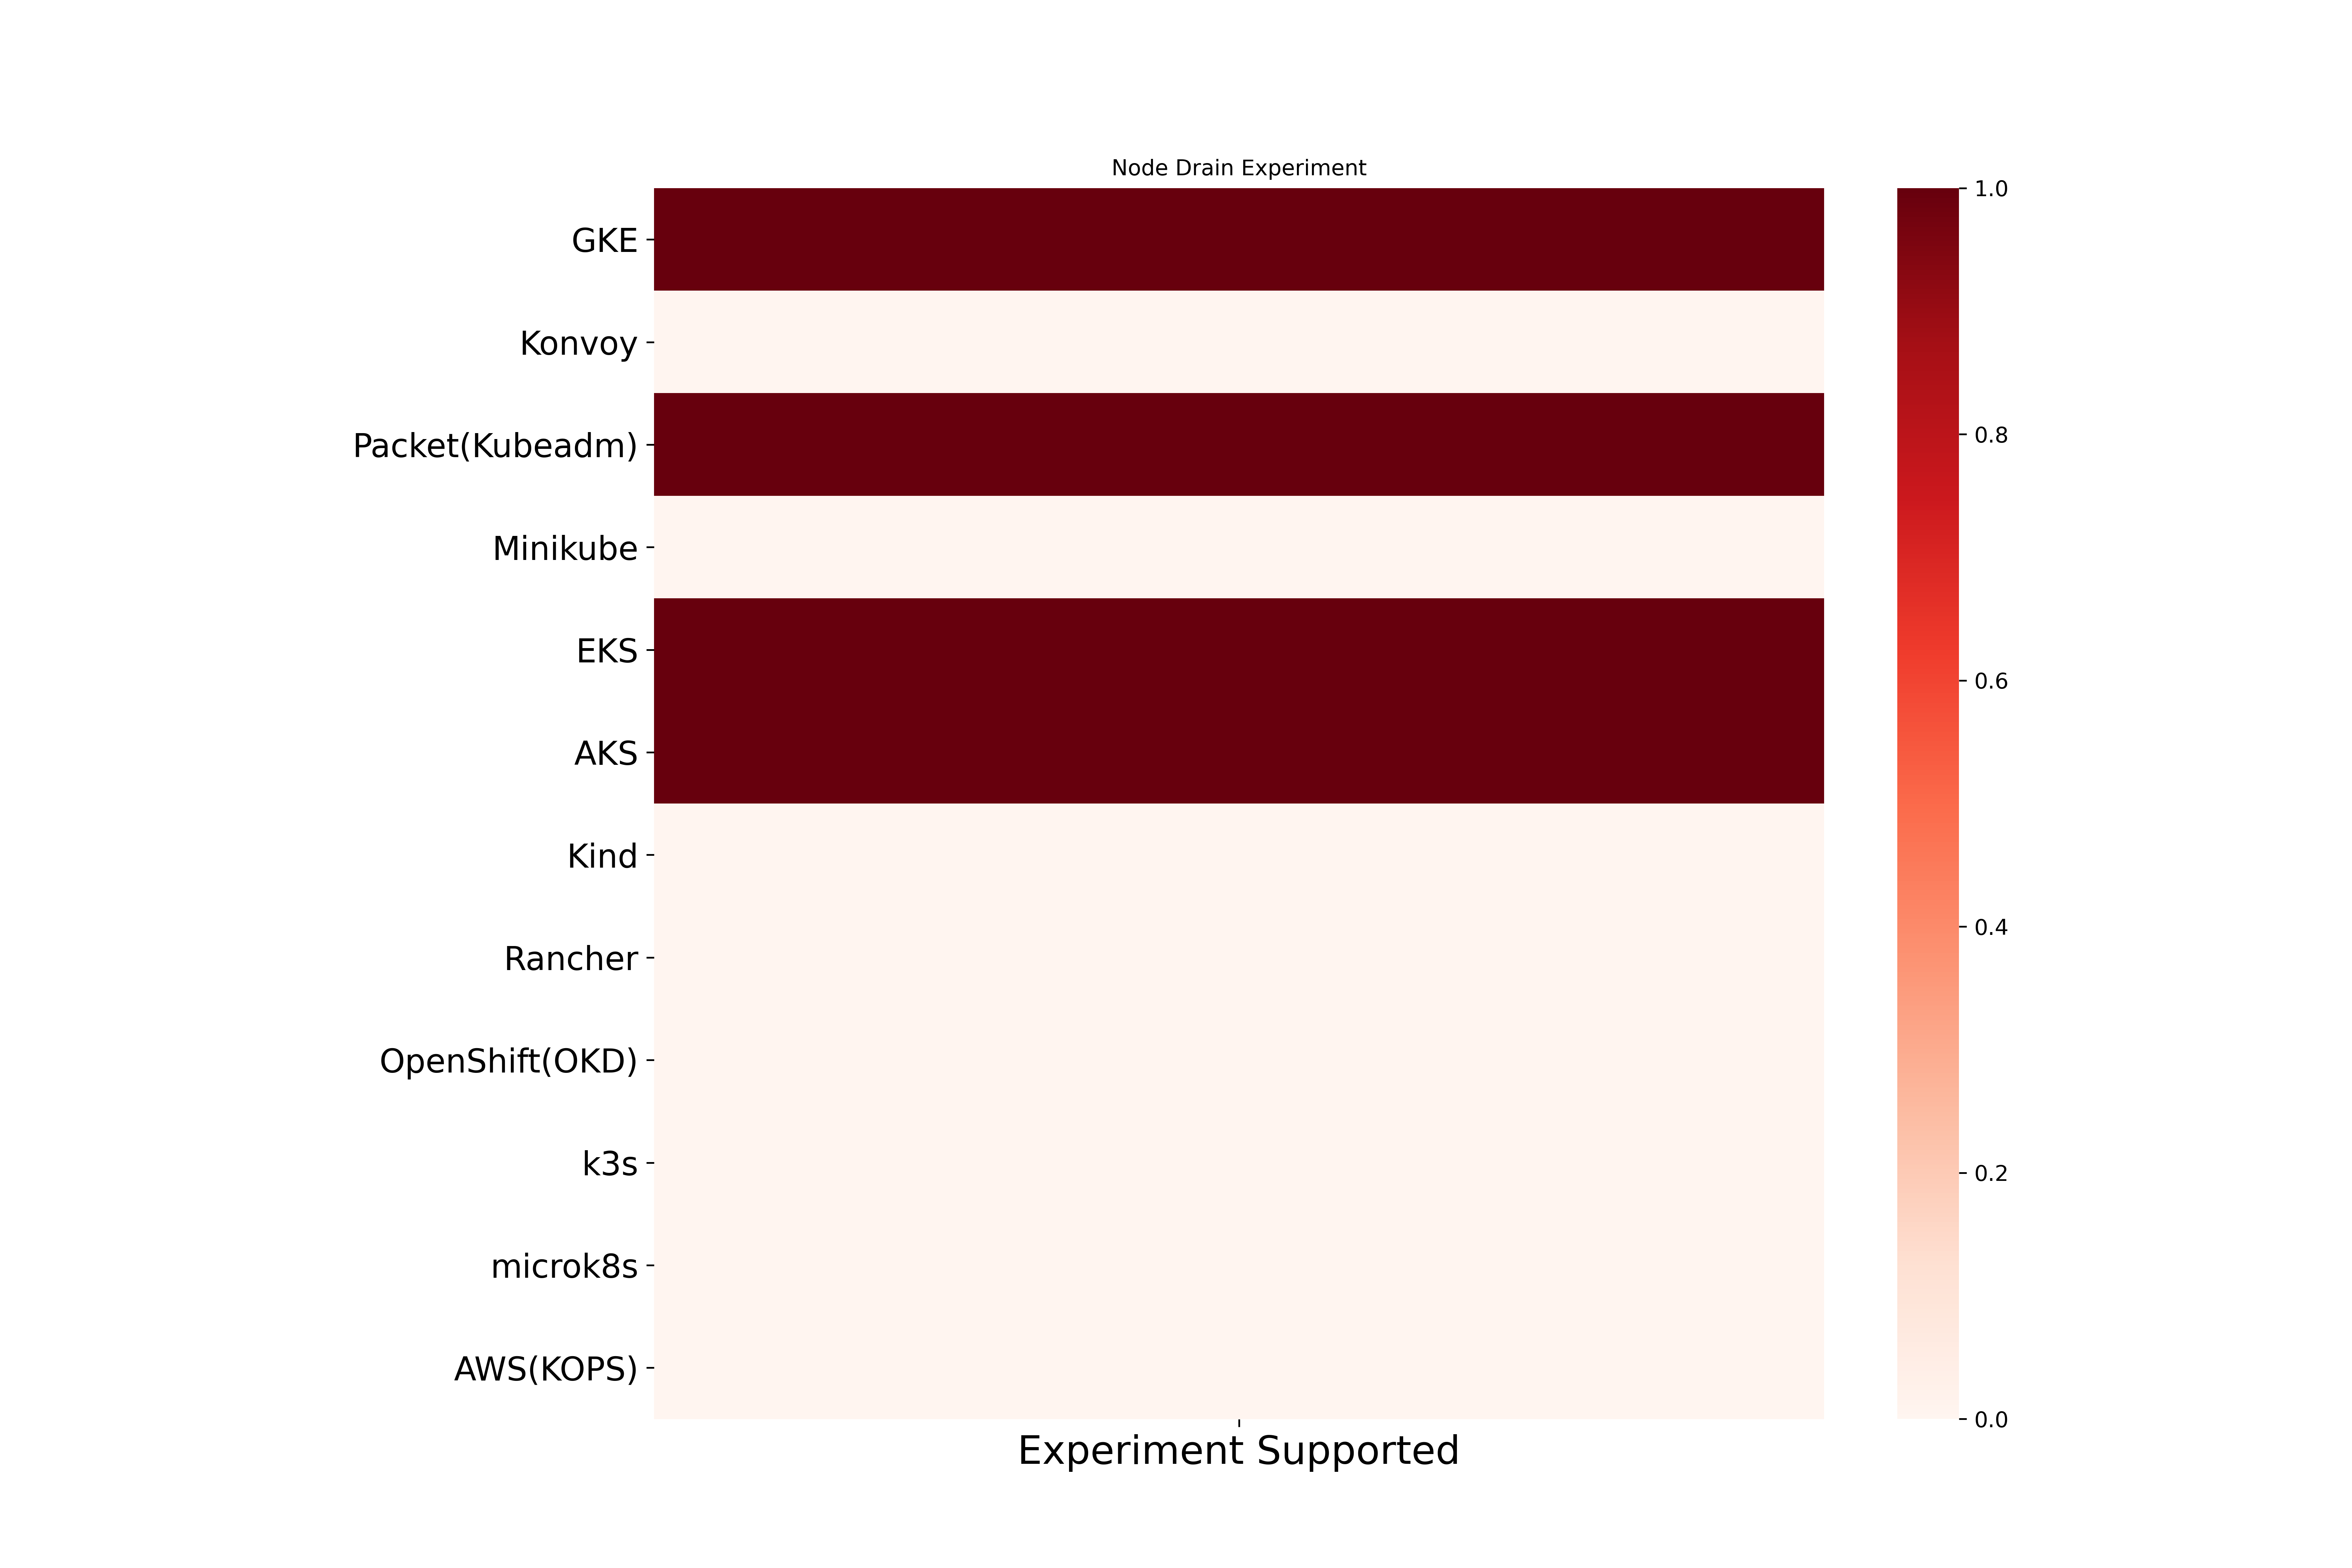 Node Drain Experiment
GKE
Konvoy
Packet(Kubeadm)
Minikube
EKS
AKS
Kind
Rancher
OpenShift(OKD)
k3s
microk8s
AWS(KOPS)
Experiment Supported
1.0
0.8
0.6
0.4
0.2
0.0